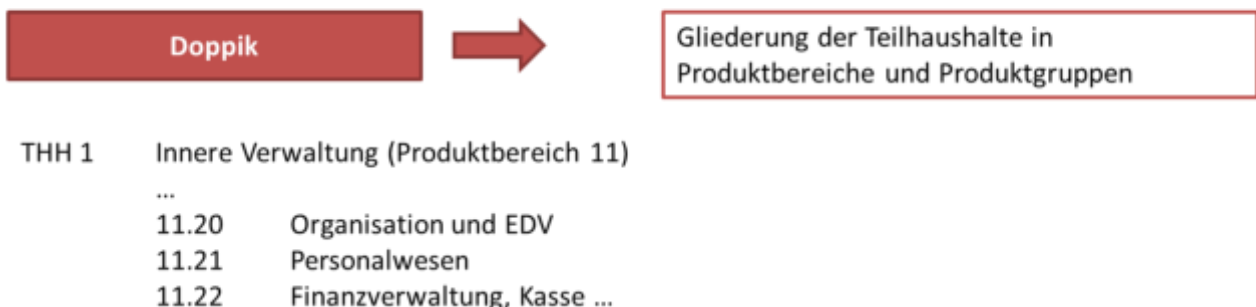 Doppik
Gliederung der Teilhaushalte in
Produktbereiche und Produktgruppen
THH 1 Innere Verwaltung (Produktbereich 11)
...
11.20 Organisation und EDV
11.21 Personalwesen
11.22 Finanzverwaltung, Kasse ...